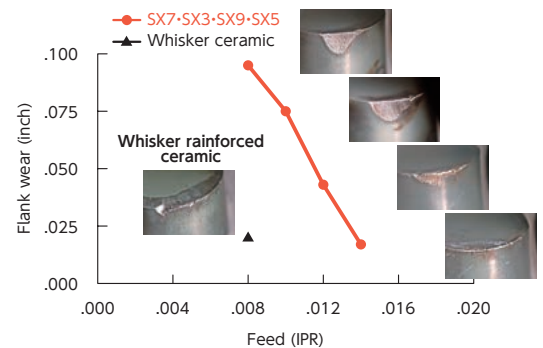 SX7•SX3•SX9•SX5
Whisker ceramic
.100
.075
.050
.025
.000
Flank wear (inch)
Whisker rainforced
ceramic
.000
.004
.008
.012
.016
.020
Feed (IPR)